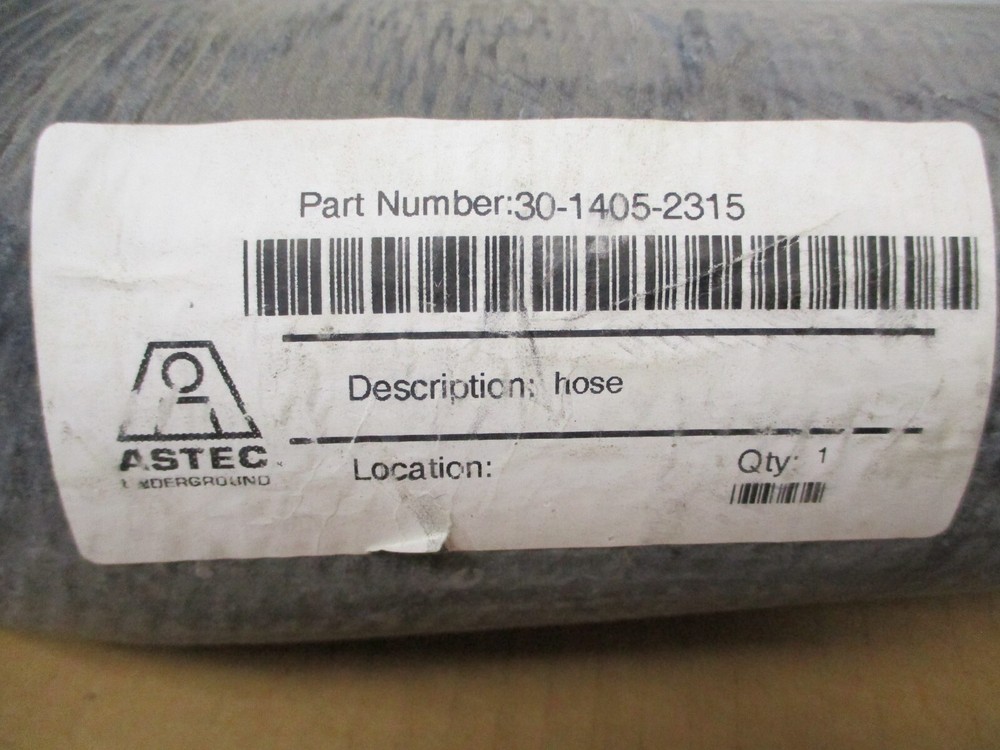 Part Number:30-1405-2315
Description: hose
Location:
Qty: 1
ASTEC
UNDERGROUND